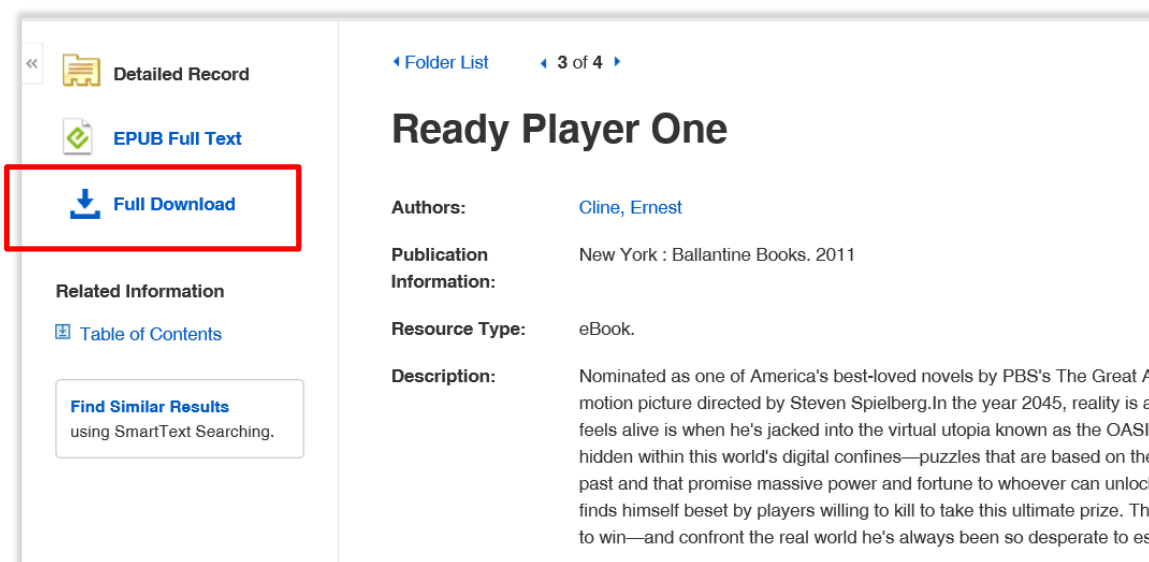 «
Detailed Record
EPUB Full Text
Full Download
Related Information
Table of Contents
Find Similar Results
using SmartText Searching.
Folder List 3 of 4
Ready Player One
Authors: Cline, Ernest
Publication Information: New York : Ballantine Books. 2011
Resource Type: eBook.
Description: Nominated as one of America's best-loved novels by PBS's The Great A
motion picture directed by Steven Spielberg.In the year 2045, reality is a
feels alive is when he's jacked into the virtual utopia known as the OASI
hidden within this world's digital confines—puzzles that are based on the
past and that promise massive power and fortune to whoever can unloc
finds himself beset by players willing to kill to take this ultimate prize. Th
to win—and confront the real world he's always been so desperate to es